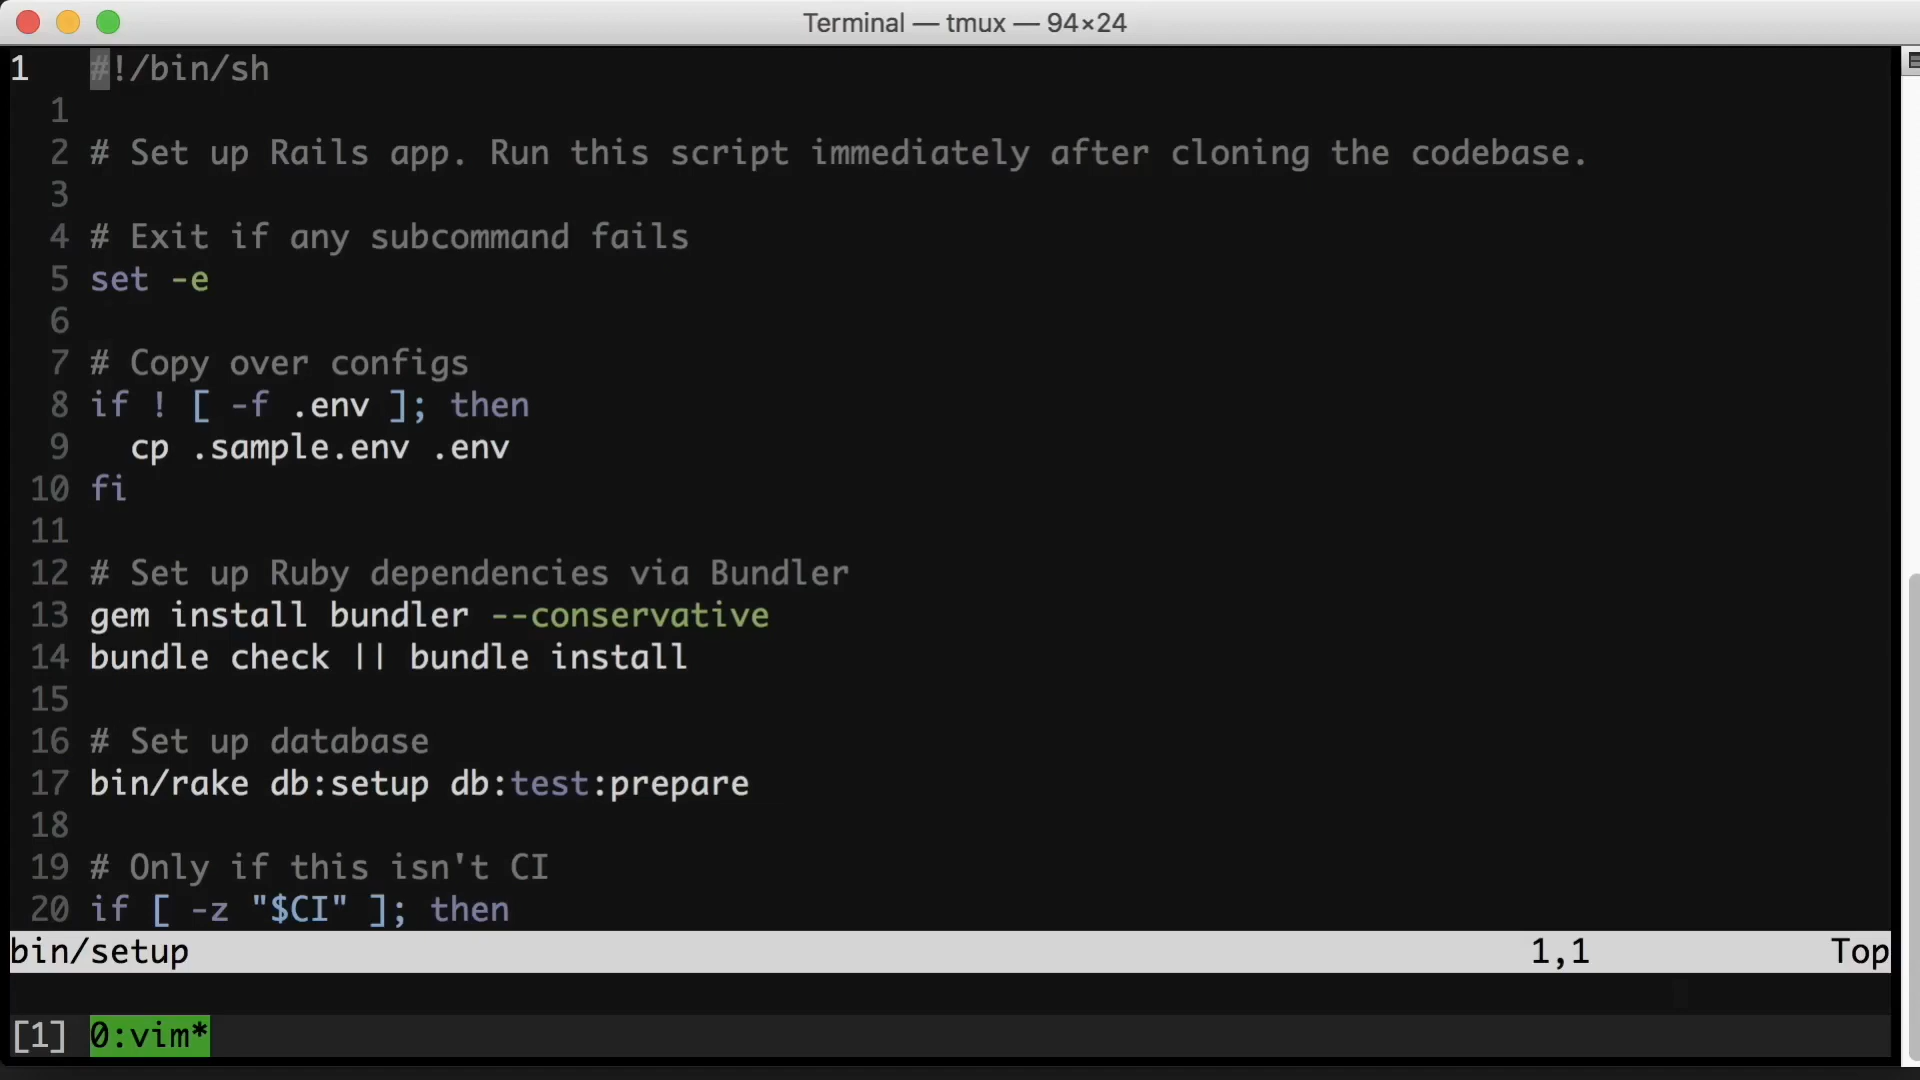 Terminal — tmux — 94×24
1 #!/bin/sh
1
2 # Set up Rails app. Run this script immediately after cloning the codebase.
3
4 # Exit if any subcommand fails
5 set -e
6
7 # Copy over configs
8 if ! [ -f .env ]; then
9   cp .sample.env .env
10 fi
11
12 # Set up Ruby dependencies via Bundler
13 gem install bundler --conservative
14 bundle check || bundle install
15
16 # Set up database
17 bin/rake db:setup db:test:prepare
18
19 # Only if this isn't CI
20 if [ -z "$CI" ]; then
bin/setup 1,1 Top
[1] 0:vim*